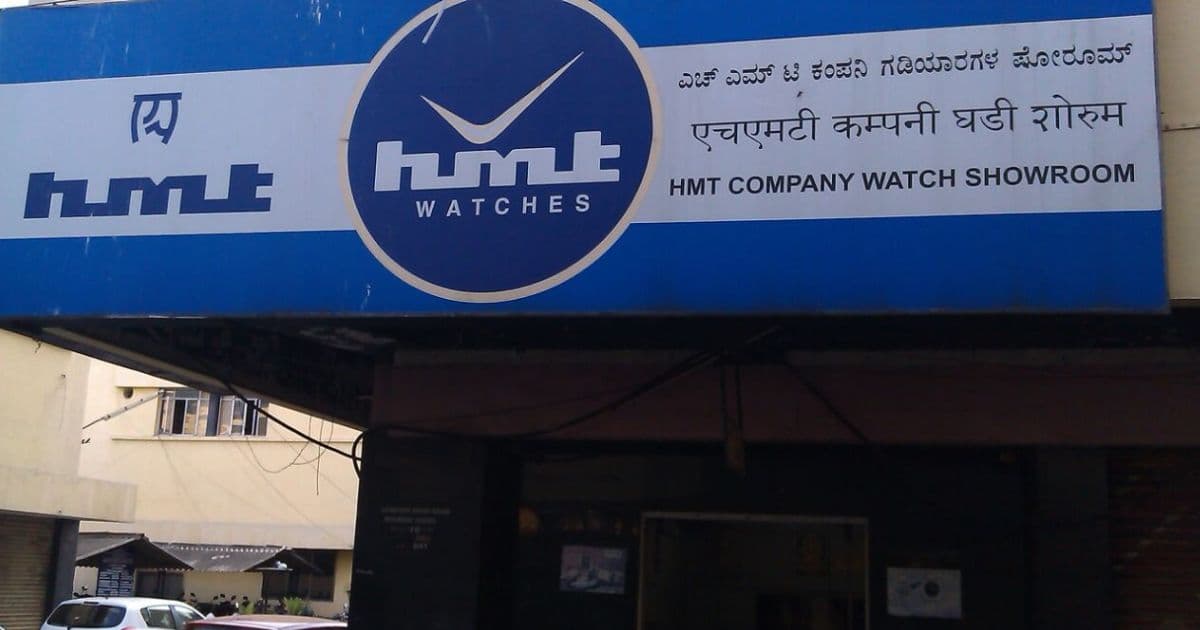 hmt
hmt
WATCHES
ಎಚ್ ಎಮ್ ಟಿ ಕಂಪನಿ ಗಡಿಯಾರಗಳ ಷೋರೂಮ್
एचएमटी कम्पनी घडी शोरुम
HMT COMPANY WATCH SHOWROOM